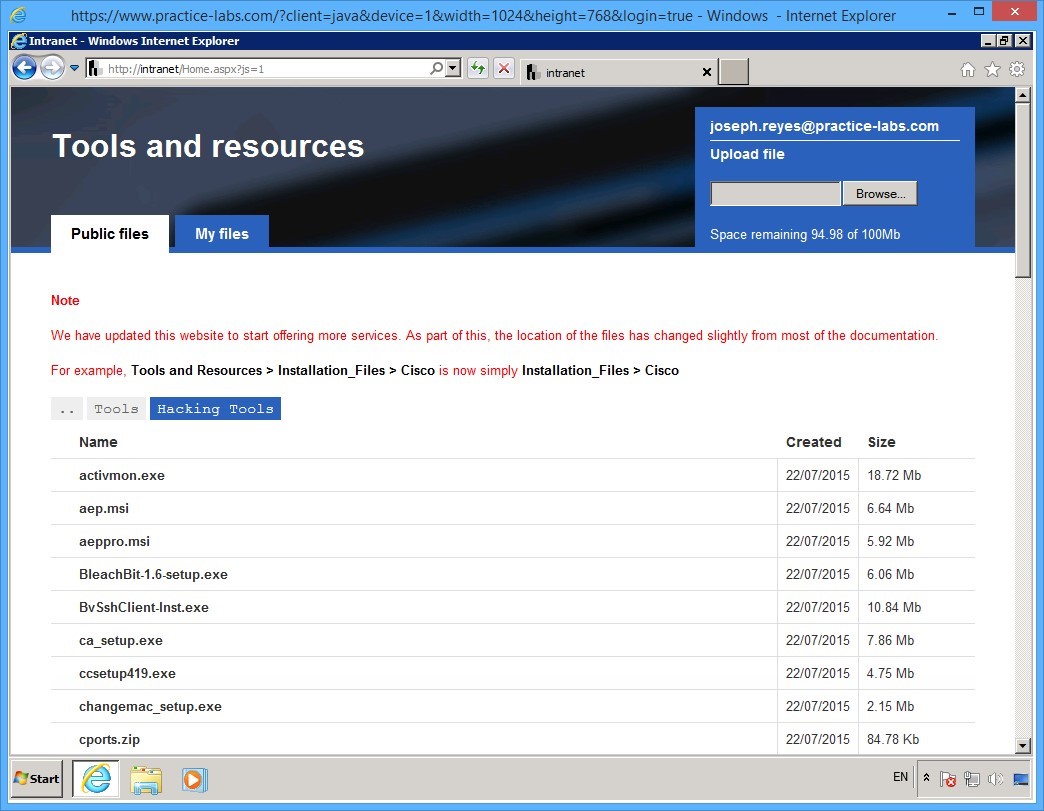 https://www.practice-labs.com/?client=java&device=1&width=1024&height=768&login=true - Windows - Internet Explorer
Intranet - Windows Internet Explorer
http://intranet/Home.aspx?js=1
intranet
Tools and resources
joseph.reyes@practice-labs.com
Upload file
Browse...
Space remaining 94.98 of 100Mb
Public files
My files
Note
We have updated this website to start offering more services. As part of this, the location of the files has changed slightly from most of the documentation.
For example, Tools and Resources > Installation_Files > Cisco is now simply Installation_Files > Cisco
.. Tools Hacking Tools
Name Created Size
activmon.exe 22/07/2015 18.72 Mb
aep.msi 22/07/2015 6.64 Mb
aeppro.msi 22/07/2015 5.92 Mb
BleachBit-1.6-setup.exe 22/07/2015 6.06 Mb
BvSshClient-Inst.exe 22/07/2015 10.84 Mb
ca_setup.exe 22/07/2015 7.86 Mb
ccsetup419.exe 22/07/2015 4.75 Mb
changemac_setup.exe 22/07/2015 2.15 Mb
cports.zip 22/07/2015 84.78 Kb
Start
EN